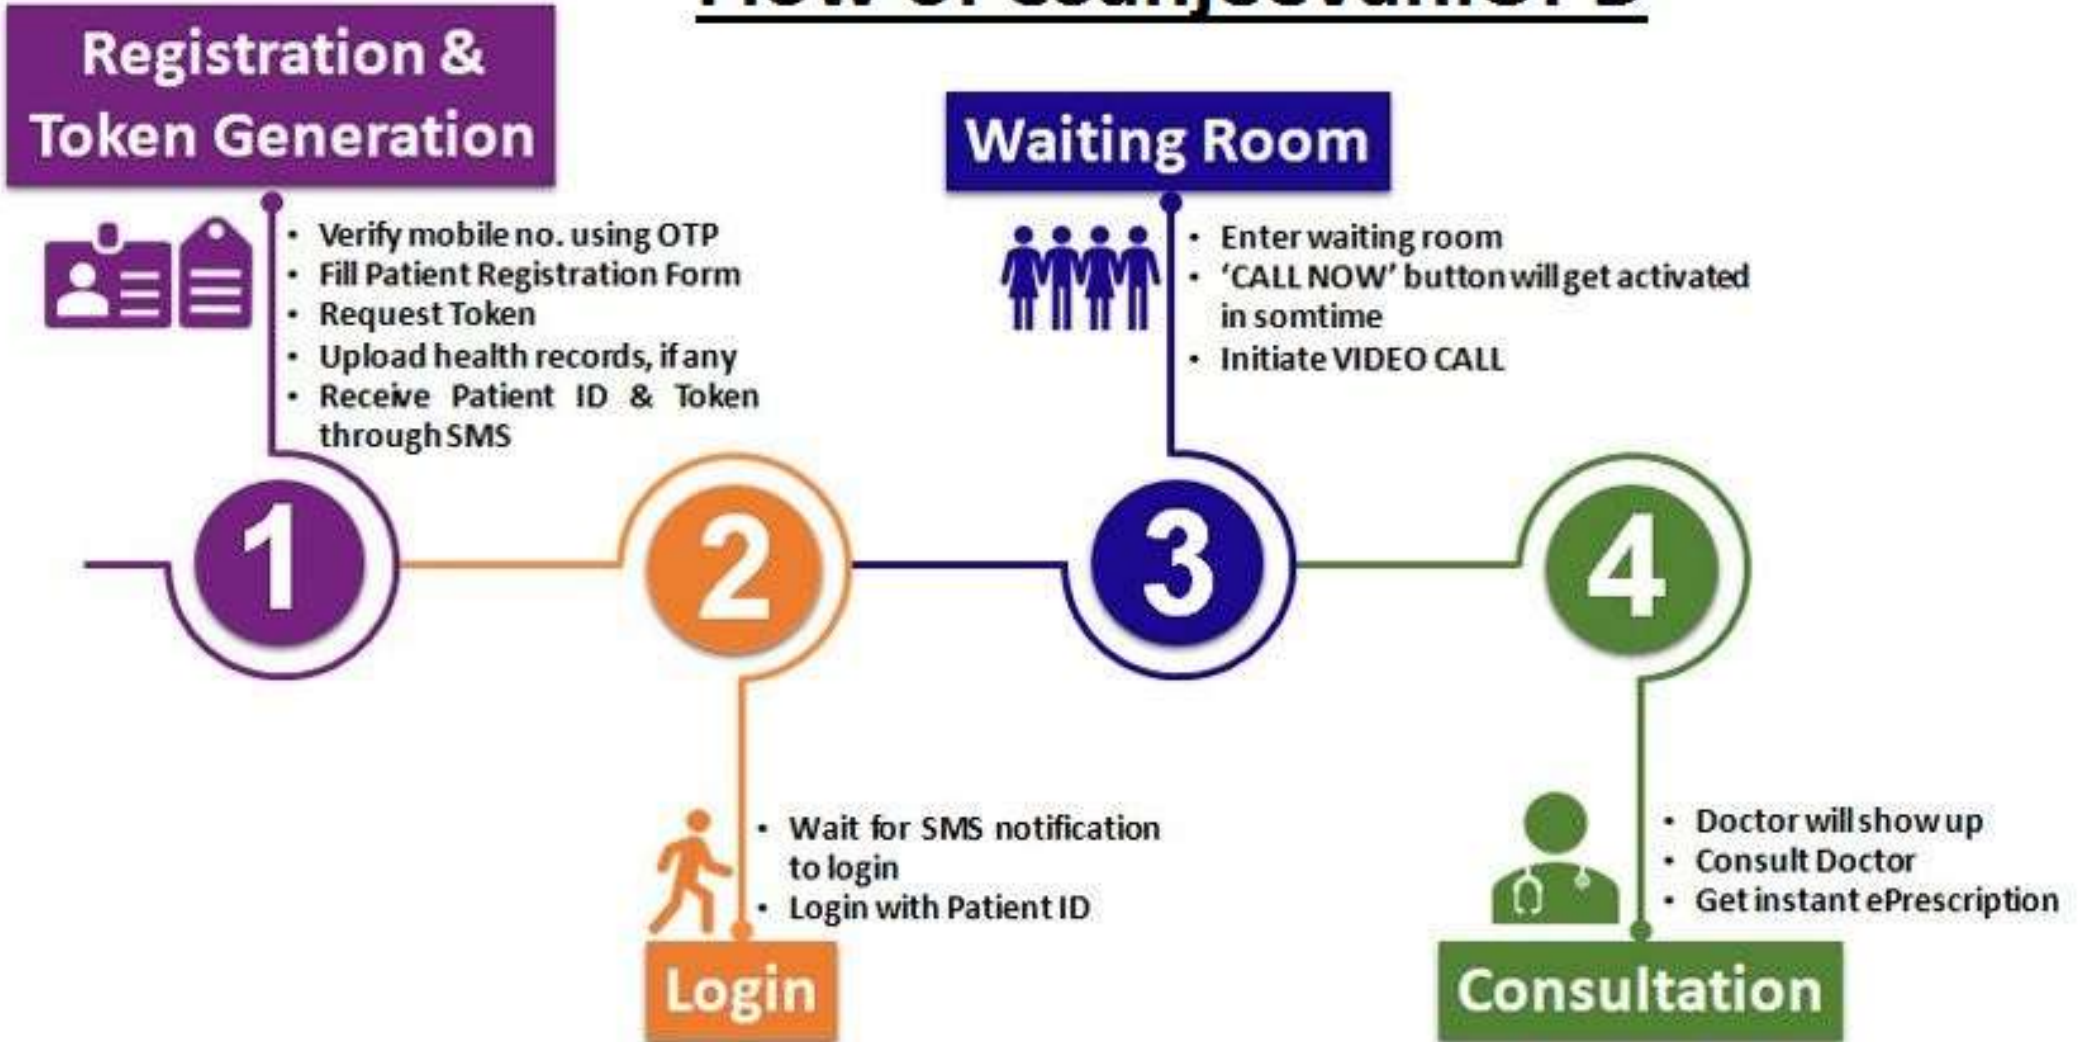 Registration &
Token Generation
• Verify mobile no. using OTP
• Fill Patient Registration Form
• Request Token
• Upload health records, if any
• Receive Patient ID & Token
through SMS
1
2
• Wait for SMS notification
to login
• Login with Patient ID
Login
Waiting Room
• Enter waiting room
• ‘CALL NOW’ button will get activated
in somtime
• Initiate VIDEO CALL
3
4
• Doctor will show up
• Consult Doctor
• Get instant ePrescription
Consultation